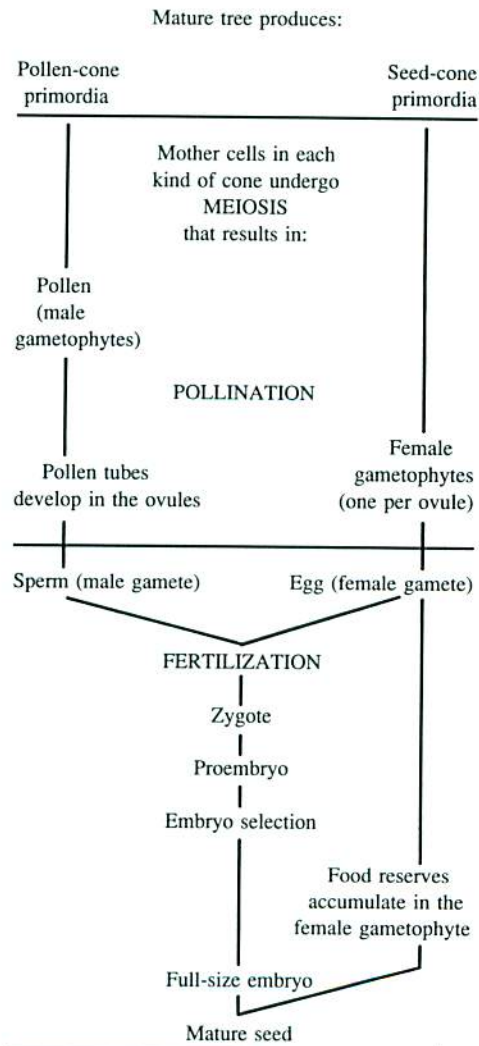 Mature tree produces:
Pollen-cone
primordia
Seed-cone
primordia
Mother cells in each
kind of cone undergo
MEIOSIS
that results in:
Pollen
(male
gametophytes)
POLLINATION
Pollen tubes
develop in the ovules
Female
gametophytes
(one per ovule)
Sperm (male gamete)
Egg (female gamete)
FERTILIZATION
Zygote
Proembryo
Embryo selection
Food reserves
accumulate in the
female gametophyte
Full-size embryo
Mature seed